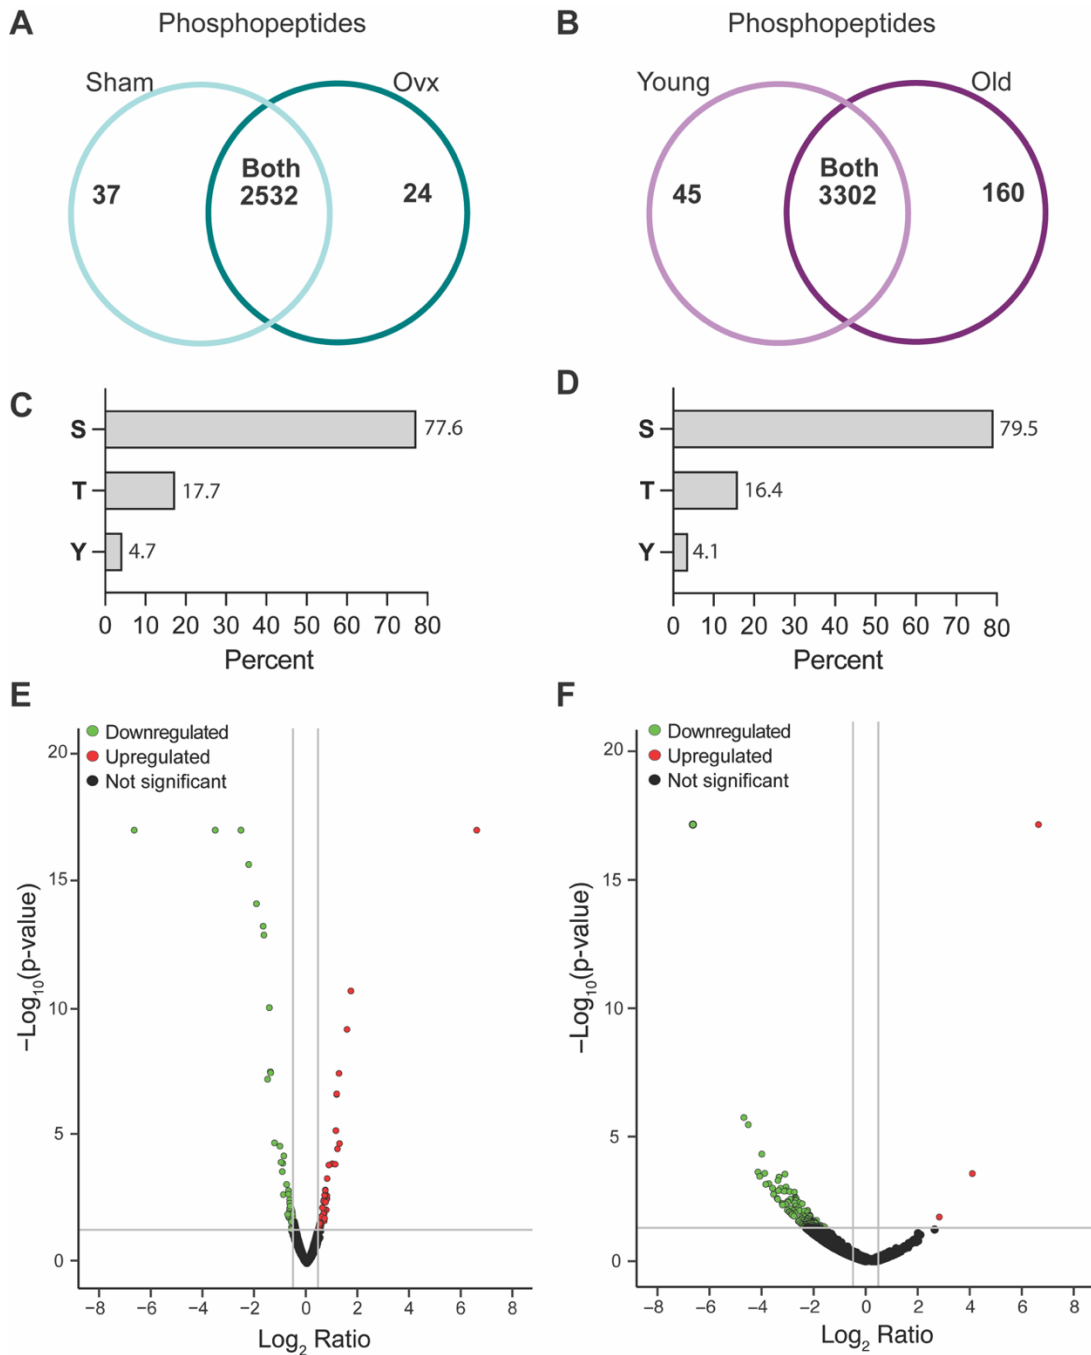 A
Phosphopeptides
Sham
Ovx
37
Both
2532
24
B
Phosphopeptides
Young
Old
45
Both
3302
160
C
S
77.6
T
17.7
Y
4.7
0 10 20 30 40 50 60 70 80
Percent
D
S
79.5
T
16.4
Y
4.1
0 10 20 30 40 50 60 70 80
Percent
E
Downregulated
Upregulated
Not significant
20
15
10
5
0
−Log10(p-value)
−8 −6 −4 −2 0 2 4 6 8
Log2 Ratio
F
Downregulated
Upregulated
Not significant
20
15
10
5
0
−Log10(p-value)
−8 −6 −4 −2 0 2 4 6 8
Log2 Ratio